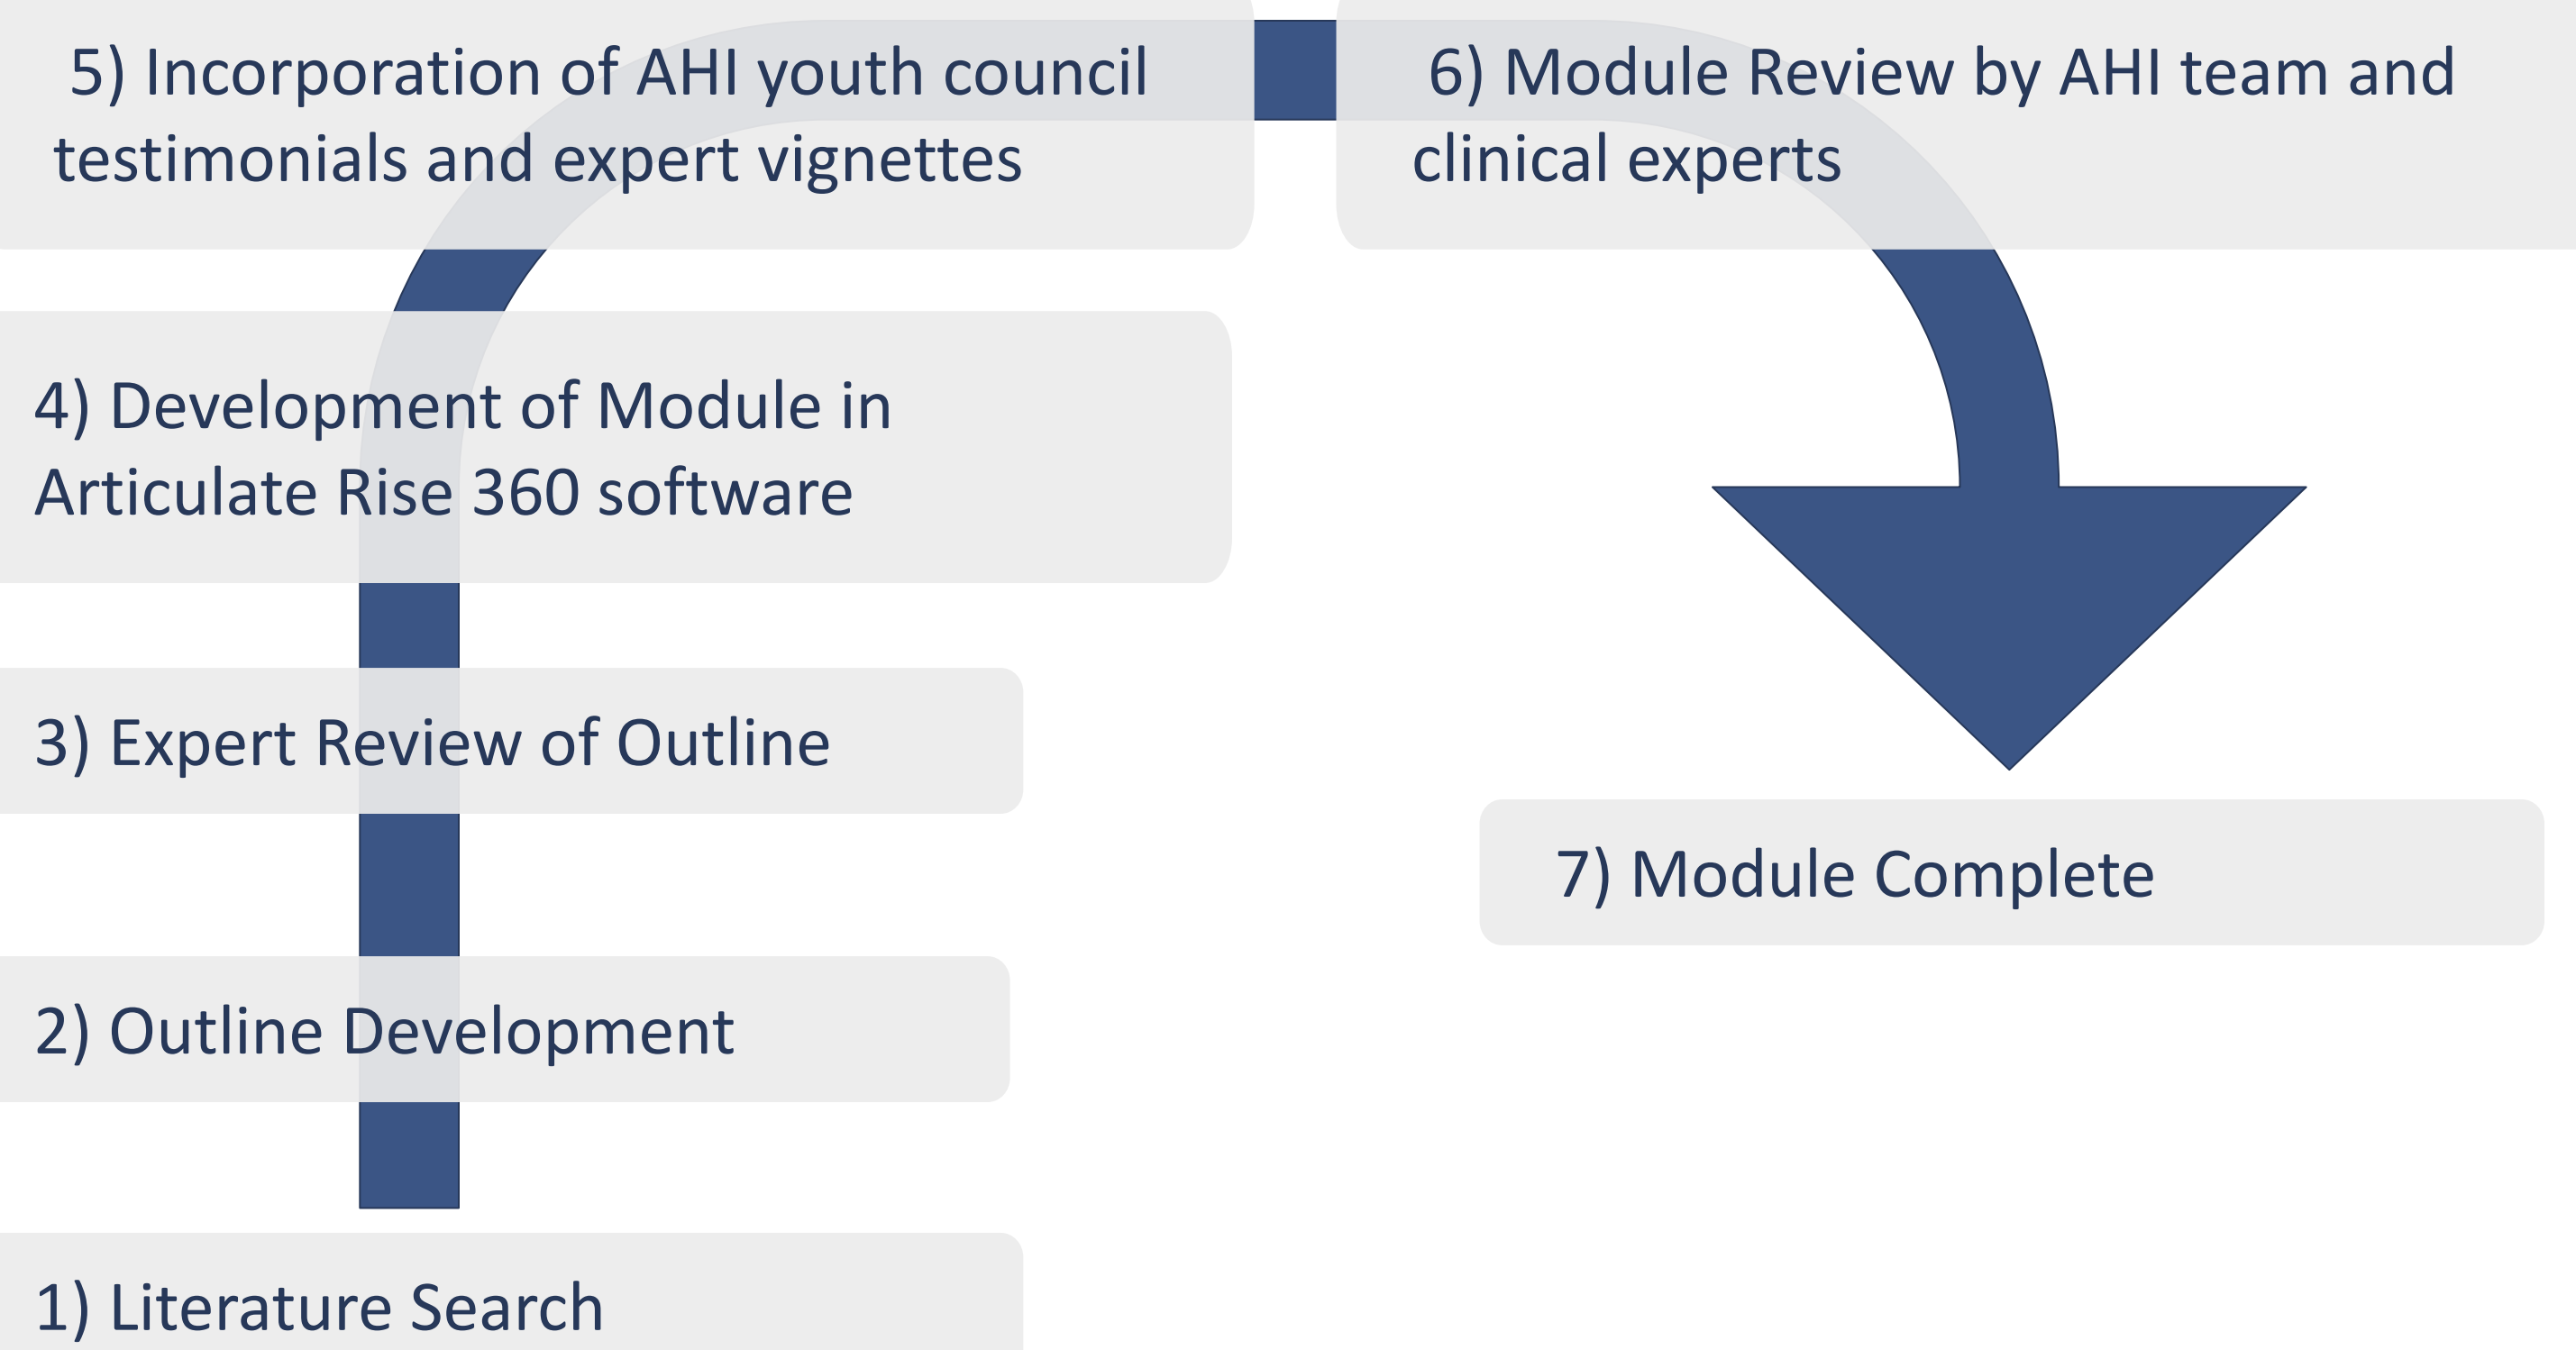 5) Incorporation of AHI youth council
testimonials and expert vignettes
6) Module Review by AHI team and
clinical experts
4) Development of Module in
Articulate Rise 360 software
3) Expert Review of Outline
7) Module Complete
2) Outline Development
1) Literature Search